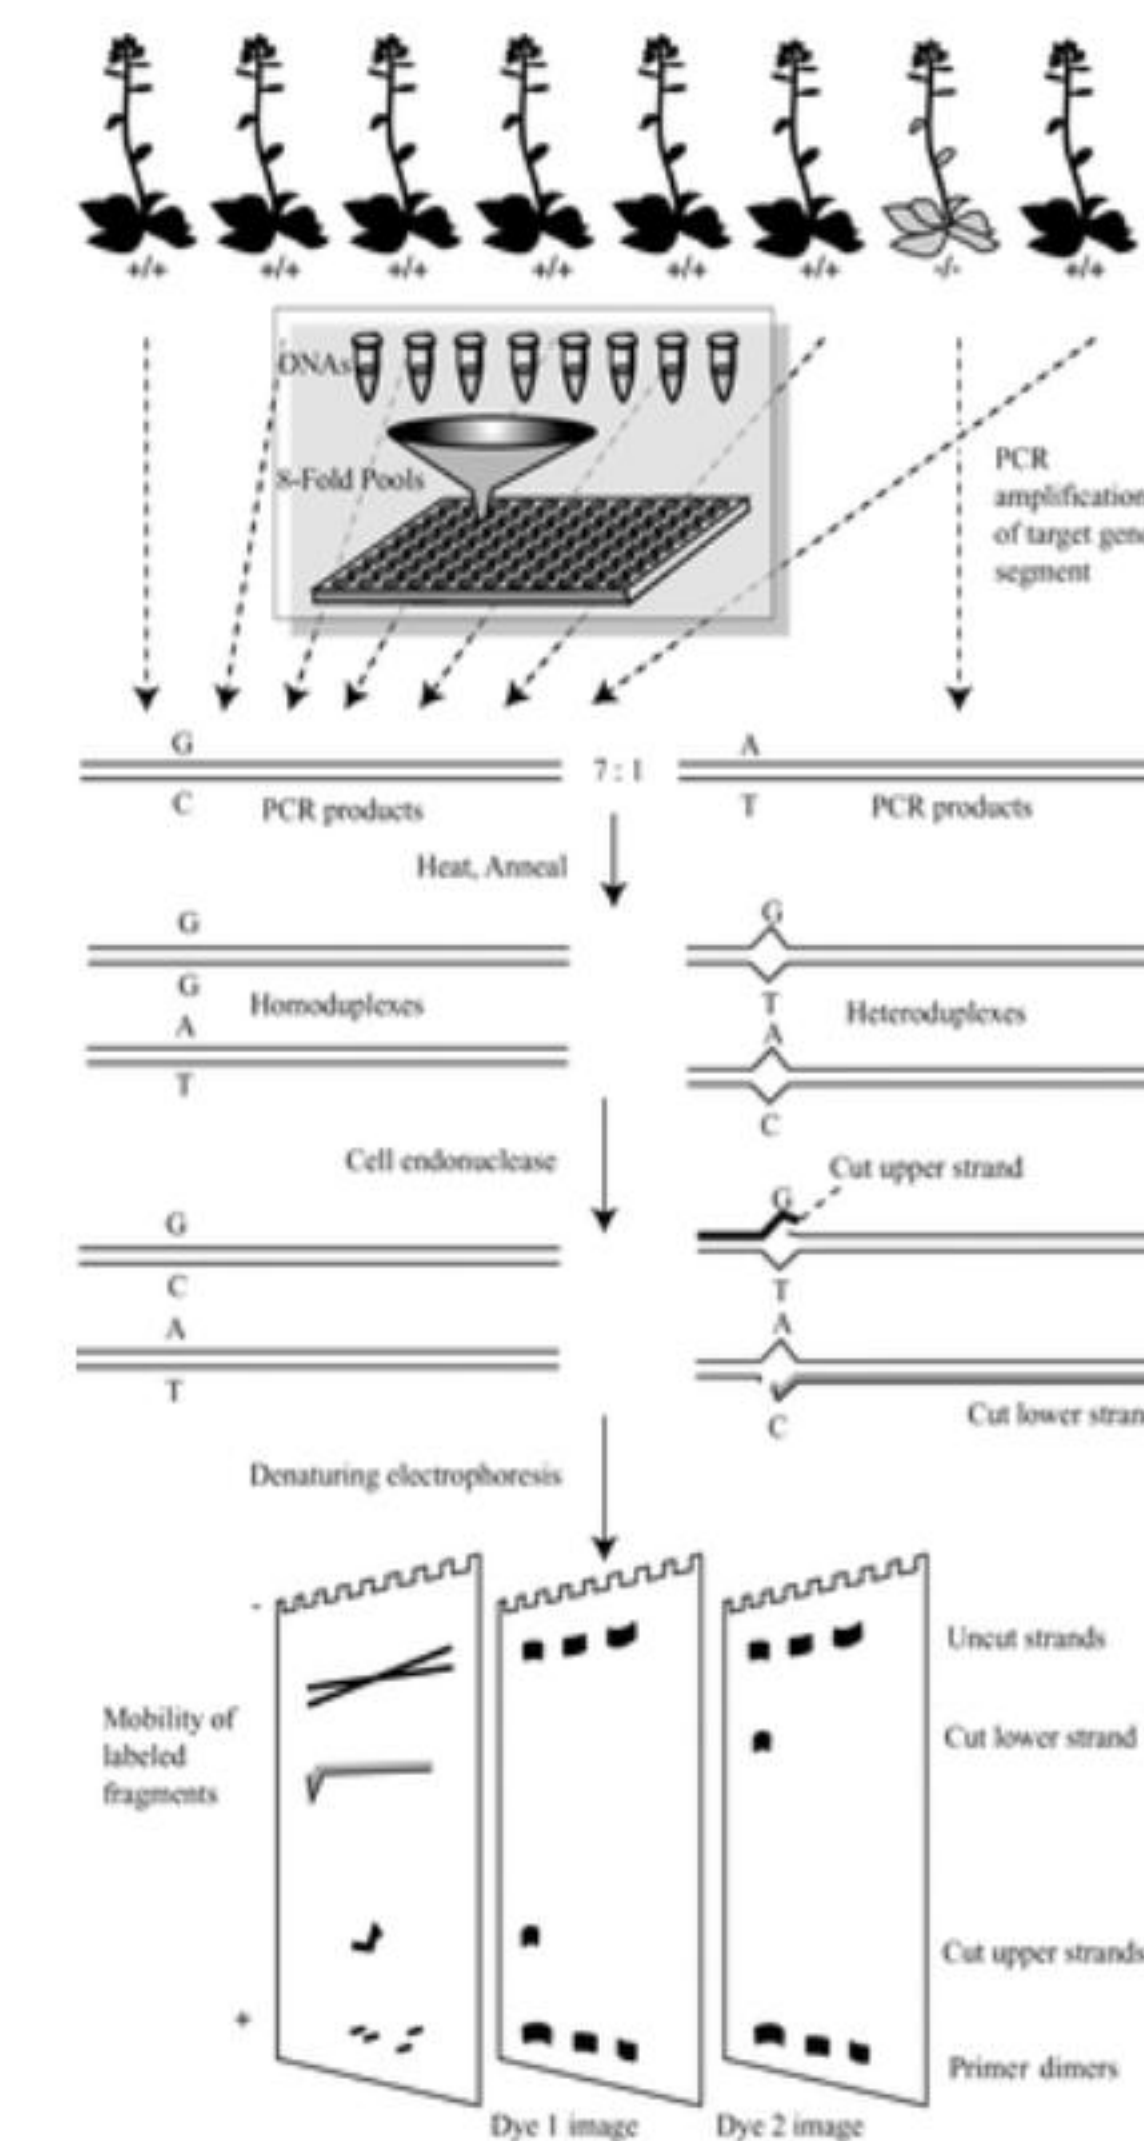 +/+ +/+ +/+ +/+ +/+ +/+ -/- +/+
DNAs
8-Fold Pools
PCR
amplification
of target gene
segment
G
C
PCR products
7 : 1
A
T
PCR products
Heat, Anneal
G
G
Homoduplexes
A
T
G
T
Heteroduplexes
A
C
Cell endonuclease
Cut upper strand
G
C
A
T
G
T
A
C
Cut lower stran
Denaturing electrophoresis
-
Mobility of
labeled
fragments
+
Uncut strands
Cut lower strand
Cut upper strands
Primer dimers
Dye 1 image
Dye 2 image